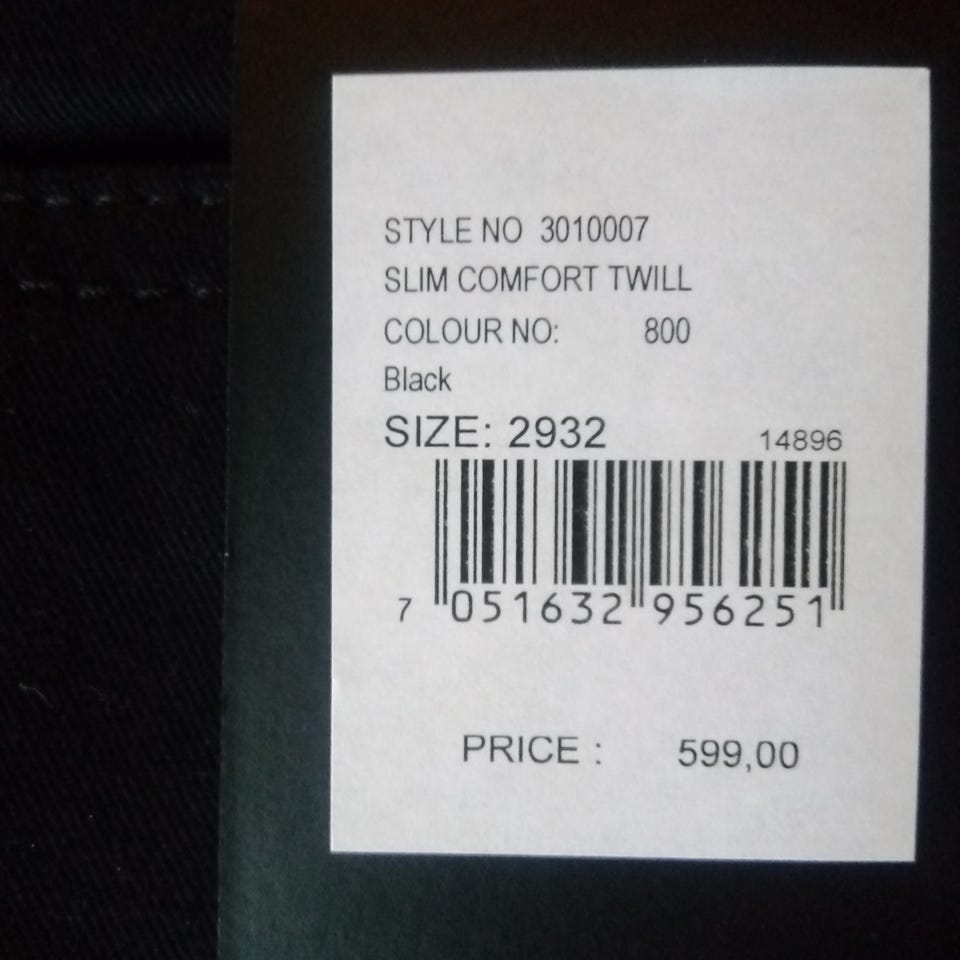 STYLE NO 3010007
SLIM COMFORT TWILL
COLOUR NO: 800
Black
SIZE: 2932 14896
7 051632 956251
PRICE : 599,00